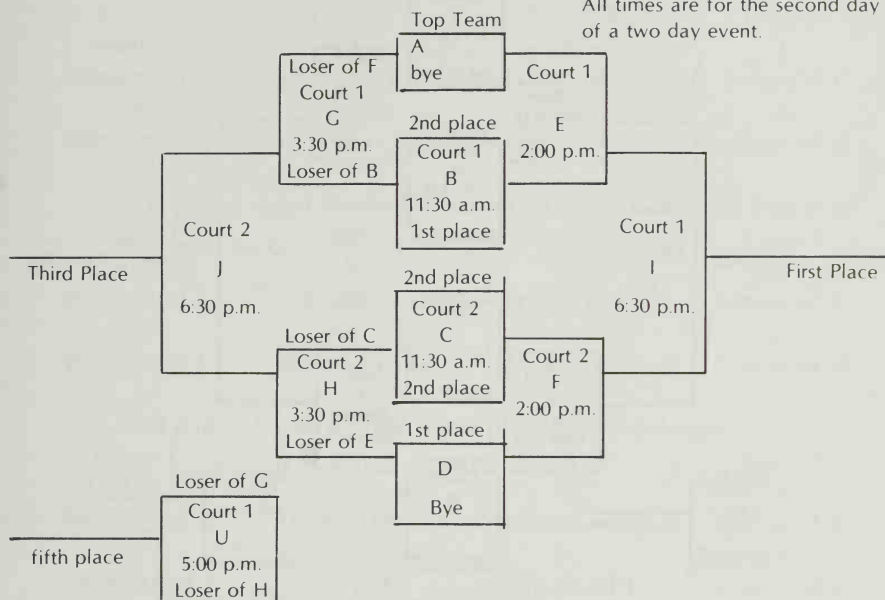 All times are for the second day
of a two day event.
Top Team
A
bye
Loser of F
Court 1
G
3:30 p.m.
Loser of B
Court 1
E
2:00 p.m.
2nd place
Court 1
B
11:30 a.m.
1st place
Court 2
J
6:30 p.m.
Third Place
Court 1
I
6:30 p.m.
First Place
2nd place
Court 2
C
11:30 a.m.
2nd place
Loser of C
Court 2
H
3:30 p.m.
Loser of E
Court 2
F
2:00 p.m.
1st place
D
Bye
Loser of G
Court 1
U
5:00 p.m.
Loser of H
fifth place